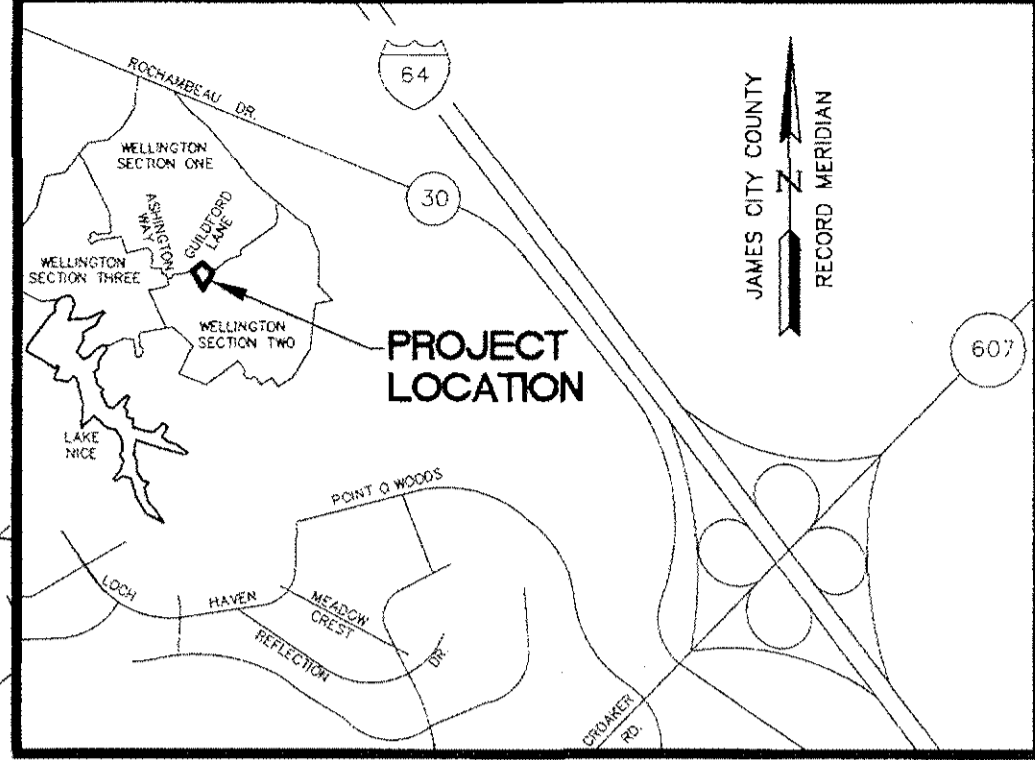 ROCHAMBEAU DR.
64
WELLINGTON
SECTION ONE
30
ASHINGTON
WAY
GUILDFORD
LANE
JAMES CITY COUNTY
N
RECORD MERIDIAN
WELLINGTON
SECTION THREE
WELLINGTON
SECTION TWO
PROJECT
LOCATION
607
LAKE
NICE
POINT O WOODS
LOCH HAVEN
MEADOW
CREST
REFLECTION DR.
CROAKER
RD.